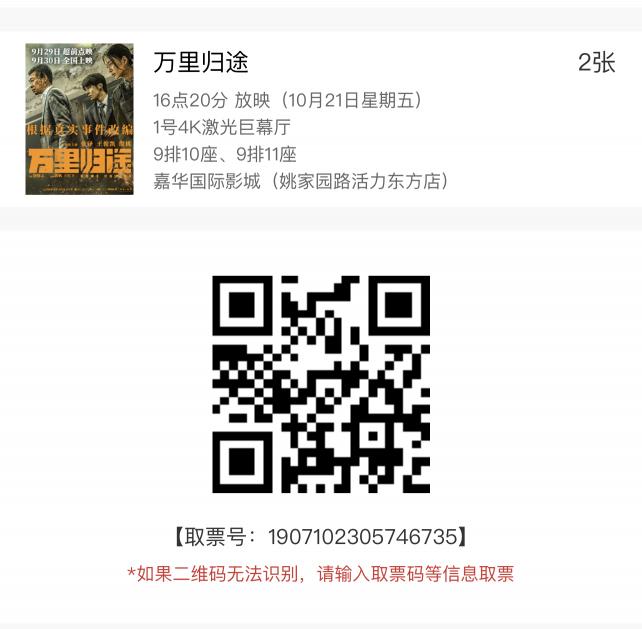 9月29日 超前点映
9月30日 全国上映
根据真实事件改编
万里归途
万里归途
2张
16点20分 放映（10月21日星期五）
1号4K激光巨幕厅
9排10座、9排11座
嘉华国际影城（姚家园路活力东方店）
【取票号：1907102305746735】
*如果二维码无法识别，请输入取票码等信息取票